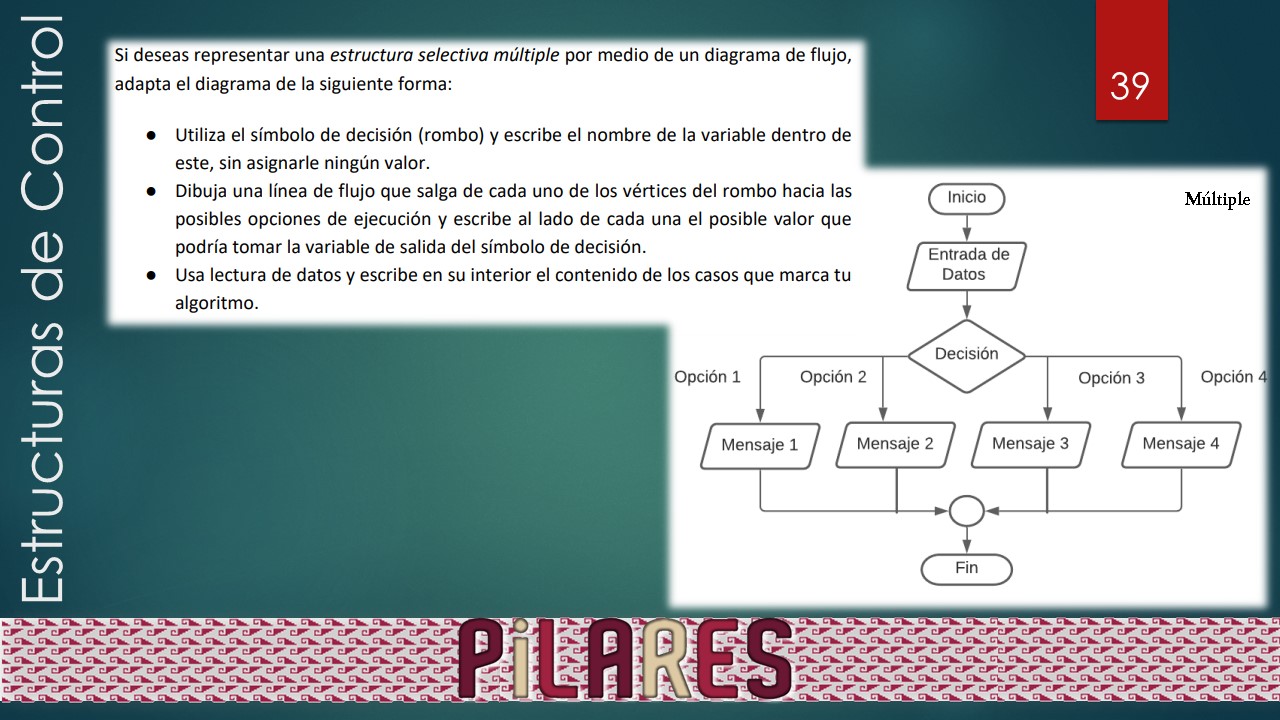 Estructuras de Control
39
Si deseas representar una estructura selectiva múltiple por medio de un diagrama de flujo,
adapta el diagrama de la siguiente forma:
● Utiliza el símbolo de decisión (rombo) y escribe el nombre de la variable dentro de
este, sin asignarle ningún valor.
● Dibuja una línea de flujo que salga de cada uno de los vértices del rombo hacia las
posibles opciones de ejecución y escribe al lado de cada una el posible valor que
podría tomar la variable de salida del símbolo de decisión.
● Usa lectura de datos y escribe en su interior el contenido de los casos que marca tu
algoritmo.
Múltiple
Inicio
Entrada de
Datos
Decisión
Opción 1
Opción 2
Opción 3
Opción 4
Mensaje 1
Mensaje 2
Mensaje 3
Mensaje 4
Fin
PiLARES